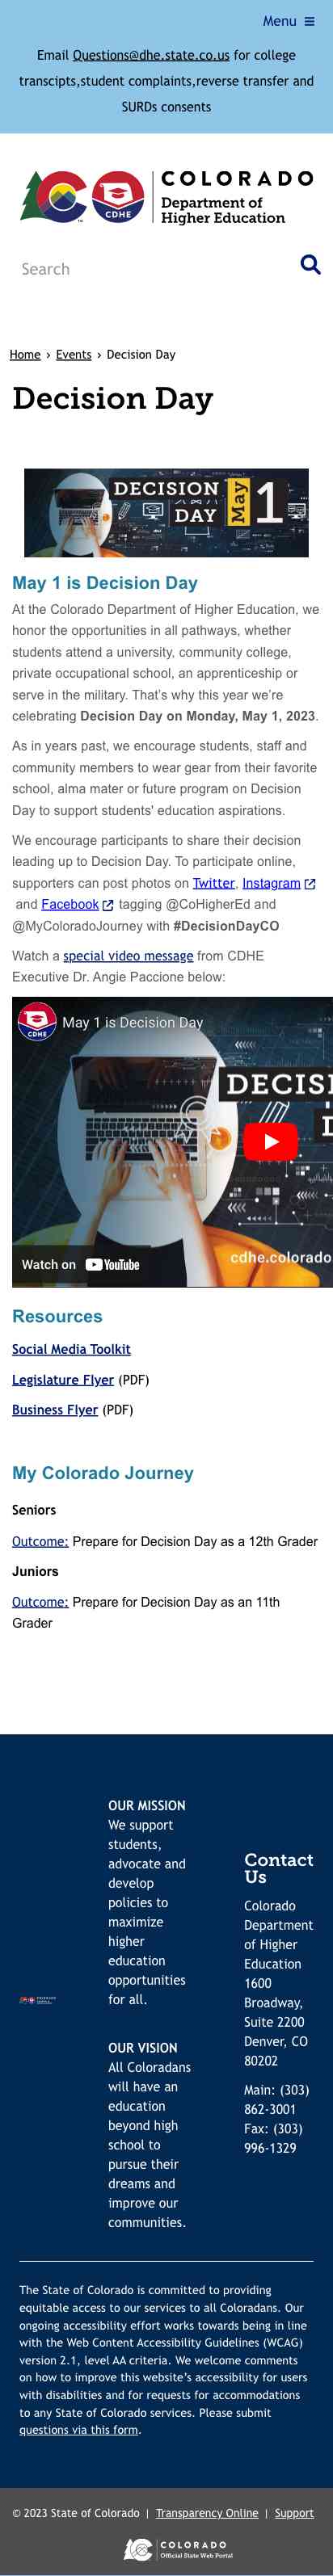 Menu ≡
Email Questions@dhe.state.co.us for college
transcipts,student complaints,reverse transfer and
SURDs consents
COLORADO
CDHE
Department of
Higher Education
Search
Home › Events › Decision Day
Decision Day
DECISION
DAY
May
1
May 1 is Decision Day
At the Colorado Department of Higher Education, we
honor the opportunities in all pathways, whether
students attend a university, community college,
private occupational school, an apprenticeship or
serve in the military. That's why this year we're
celebrating Decision Day on Monday, May 1, 2023.
As in years past, we encourage students, staff and
community members to wear gear from their favorite
school, alma mater or future program on Decision
Day to support students' education aspirations.
We encourage participants to share their decision
leading up to Decision Day. To participate online,
supporters can post photos on Twitter, Instagram
and Facebook tagging @CoHigherEd and
@MyColoradoJourney with #DecisionDayCO
Watch a special video message from CDHE
Executive Director Dr. Angie Paccione below:
CDHE
May 1 is Decision Day
DECISI
D
Watch on YouTube
cdhe.colorado
Resources
Social Media Toolkit
Legislature Flyer (PDF)
Business Flyer (PDF)
My Colorado Journey
Seniors
Outcome: Prepare for Decision Day as a 12th Grader
Juniors
Outcome: Prepare for Decision Day as an 11th
Grader
OUR MISSION
We support
students,
advocate and
develop
policies to
maximize
higher
education
opportunities
for all.
OUR VISION
All Coloradans
will have an
education
beyond high
school to
pursue their
dreams and
improve our
communities.
Contact
Us
Colorado
Department
of Higher
Education
1600
Broadway,
Suite 2200
Denver, CO
80202
Main: (303)
862-3001
Fax: (303)
996-1329
The State of Colorado is committed to providing
equitable access to our services to all Coloradans. Our
ongoing accessibility effort works towards being in line
with the Web Content Accessibility Guidelines (WCAG)
version 2.1, level AA criteria. We welcome comments
on how to improve this website's accessibility for users
with disabilities and for requests for accommodations
to any State of Colorado services. Please submit
questions via this form.
© 2023 State of Colorado | Transparency Online | Support
COLORADO
Official State Web Portal